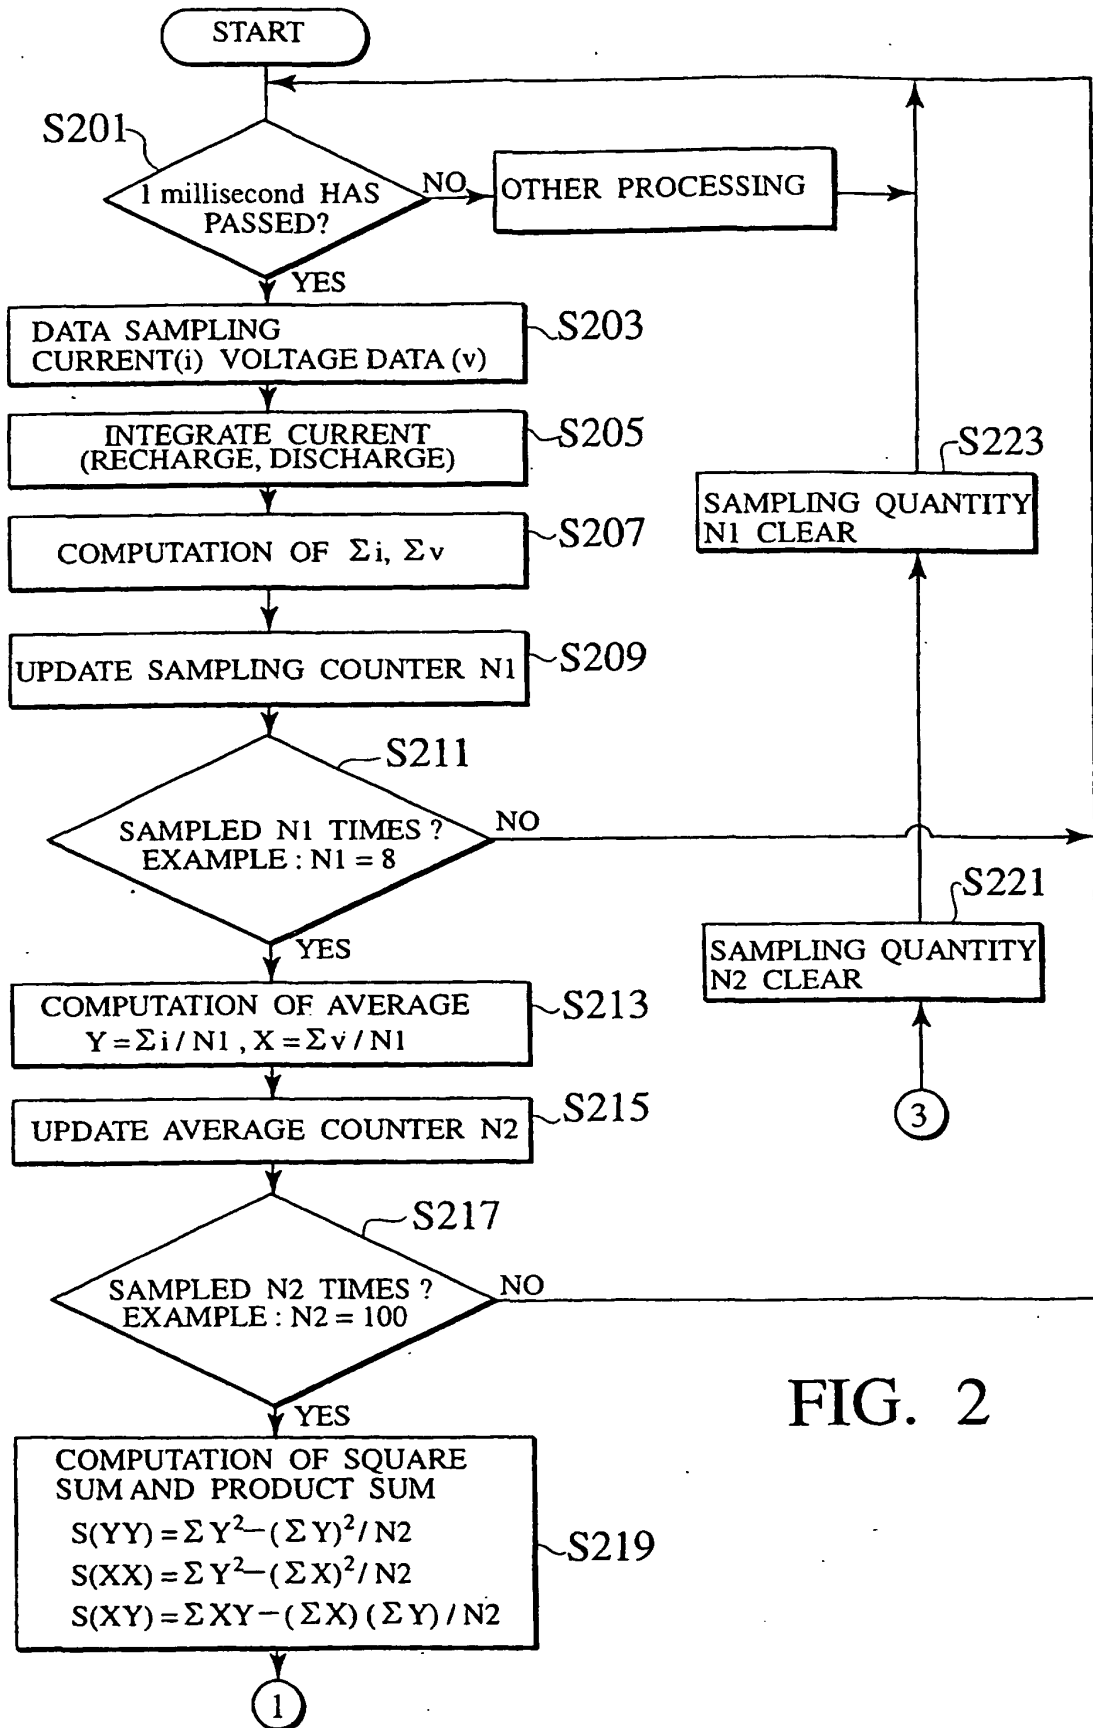 START
S201
1 millisecond HAS
PASSED?
NO
OTHER PROCESSING
YES
DATA SAMPLING
CURRENT(i) VOLTAGE DATA (v)
S203
INTEGRATE CURRENT
(RECHARGE, DISCHARGE)
S205
S223
SAMPLING QUANTITY
N1 CLEAR
COMPUTATION OF Σi, Σv
S207
UPDATE SAMPLING COUNTER N1
S209
S211
SAMPLED N1 TIMES ?
EXAMPLE : N1 = 8
NO
YES
S221
SAMPLING QUANTITY
N2 CLEAR
COMPUTATION OF AVERAGE
Y = Σi / N1 , X = Σv / N1
S213
UPDATE AVERAGE COUNTER N2
S215
3
S217
SAMPLED N2 TIMES ?
EXAMPLE : N2 = 100
NO
YES
FIG. 2
COMPUTATION OF SQUARE
SUM AND PRODUCT SUM
S(YY) = ΣY²−(ΣY)²/N2
S(XX) = ΣY²−(ΣX)²/N2
S(XY) = ΣXY−(ΣX)(ΣY)/N2
S219
1